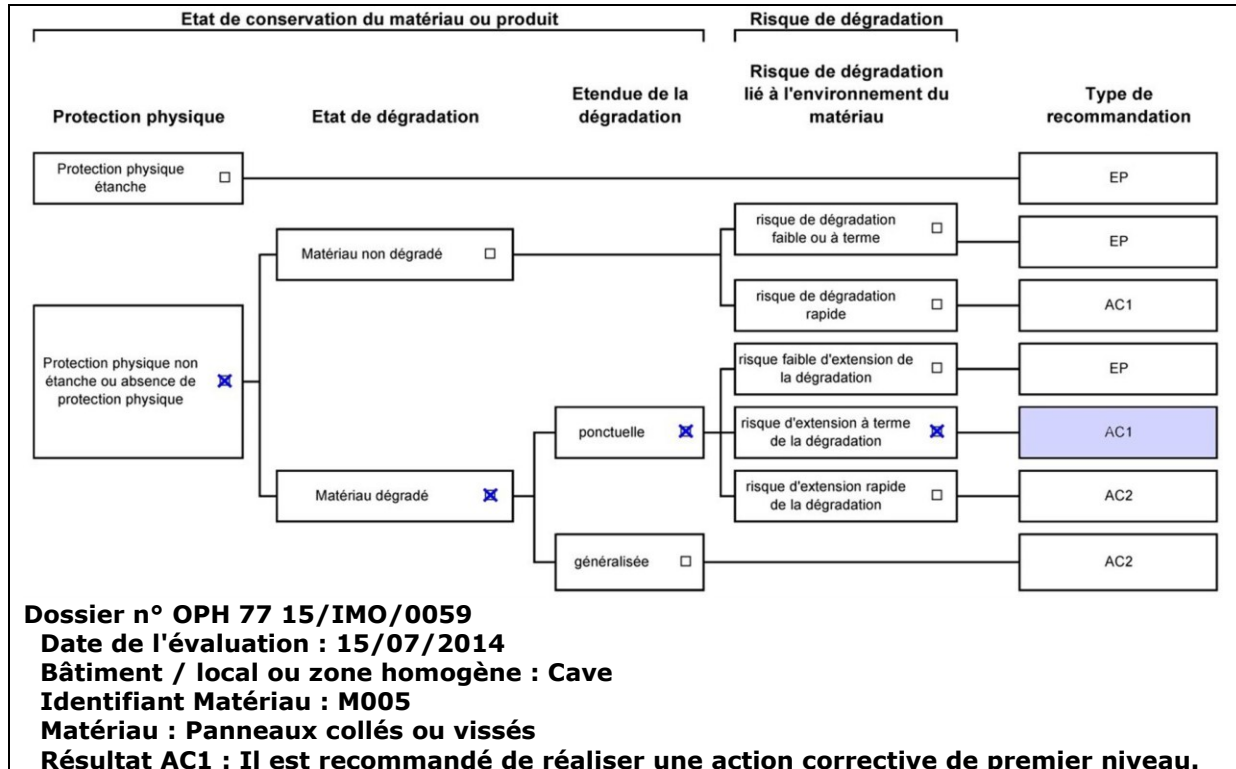 Etat de conservation du matériau ou produit
Risque de dégradation
Protection physique
Etat de dégradation
Etendue de la
dégradation
Risque de dégradation
lié à l'environnement du
matériau
Type de
recommandation
Protection physique
étanche
EP
risque de dégradation
faible ou à terme
EP
Matériau non dégradé
risque de dégradation
rapide
AC1
Protection physique non
étanche ou absence de
protection physique
risque faible d'extension de
la dégradation
EP
ponctuelle
risque d'extension à terme
de la dégradation
AC1
Matériau dégradé
risque d'extension rapide
de la dégradation
AC2
généralisée
AC2
Dossier n° OPH 77 15/IMO/0059
Date de l'évaluation : 15/07/2014
Bâtiment / local ou zone homogène : Cave
Identifiant Matériau : M005
Matériau : Panneaux collés ou vissés
Résultat AC1 : Il est recommandé de réaliser une action corrective de premier niveau.